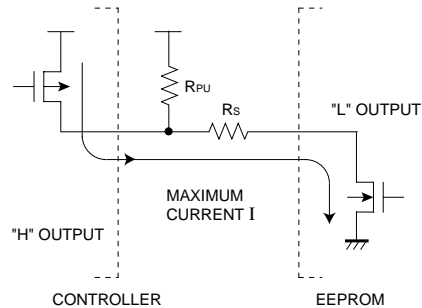 RPU
RS
"L" OUTPUT
MAXIMUM
CURRENT I
"H" OUTPUT
CONTROLLER
EEPROM